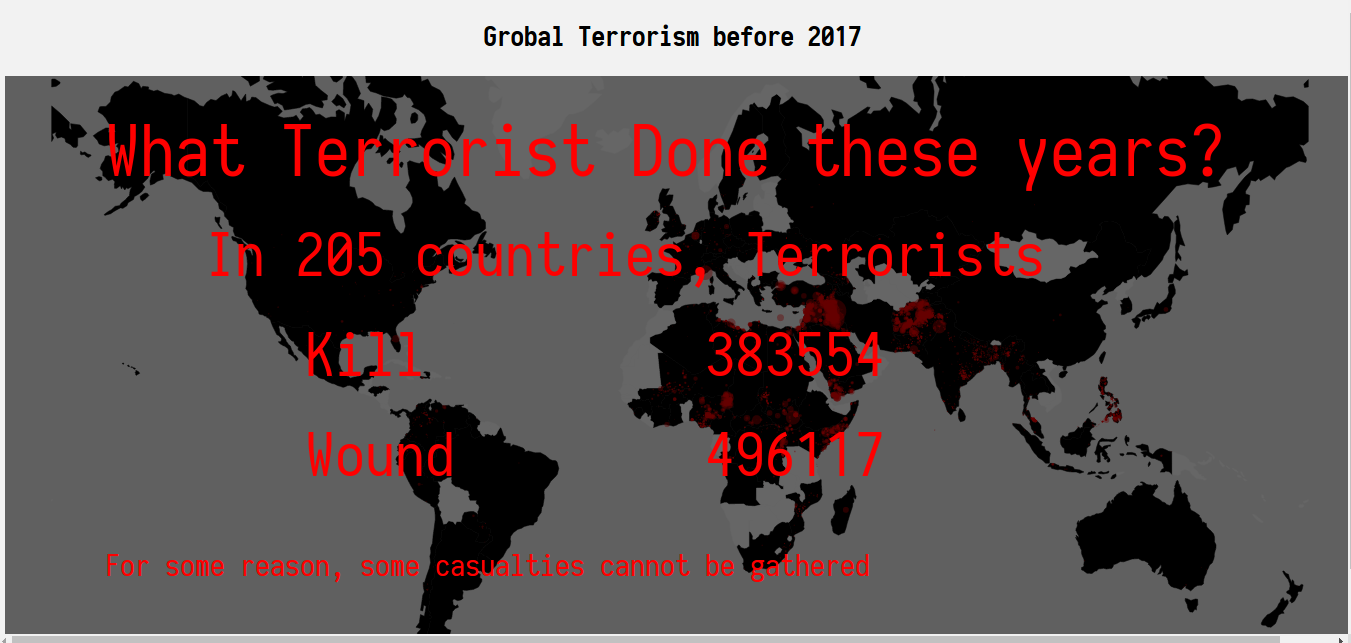 Grobal Terrorism before 2017
What Terrorist Done these years?
In 205 countries, Terrorists
Kill 383554
Wound 496117
For some reason, some casualties cannot be gathered